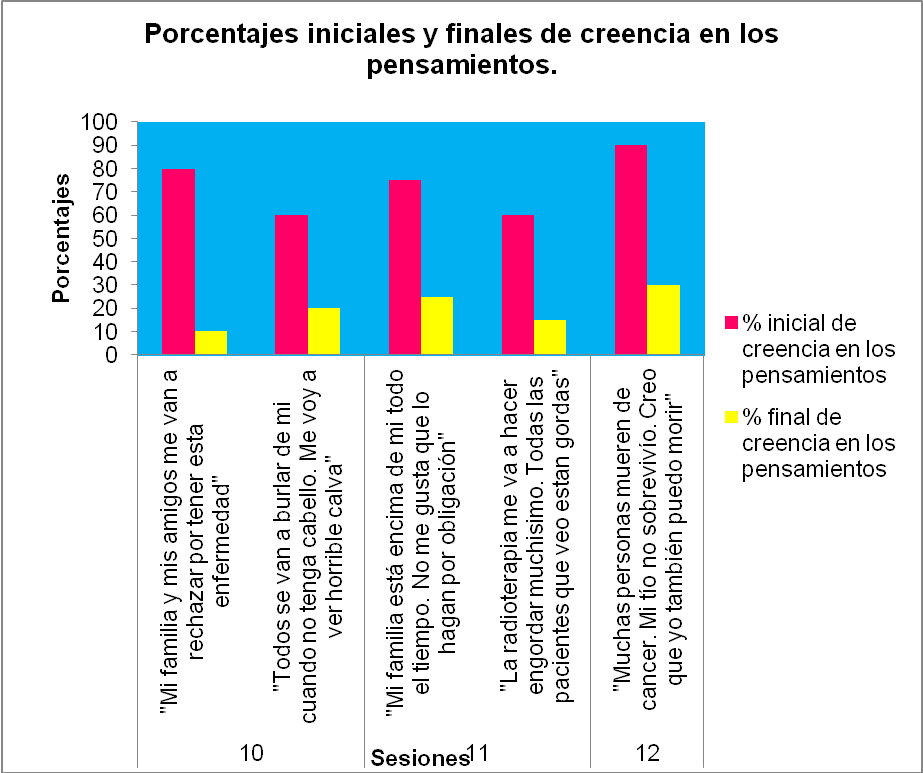 Porcentajes iniciales y finales de creencia en los
pensamientos.
Porcentajes
100
90
80
70
60
50
40
30
20
10
0
"Mi familia y mis amigos me van a
rechazar por tener esta
enfermedad"
"Todos se van a burlar de mi
cuando no tenga cabello. Me voy a
ver horrible calva"
"Mi familia está encima de mi todo
el tiempo. No me gusta que lo
hagan por obligación"
"La radioterapia me va a hacer
engordar muchisimo. Todas las
pacientes que veo estan gordas"
"Muchas personas mueren de
cancer. Mi tío no sobrevivio. Creo
que yo también puedo morir"
10
11
12
Sesiones
% inicial de
creencia en los
pensamientos
% final de
creencia en los
pensamientos